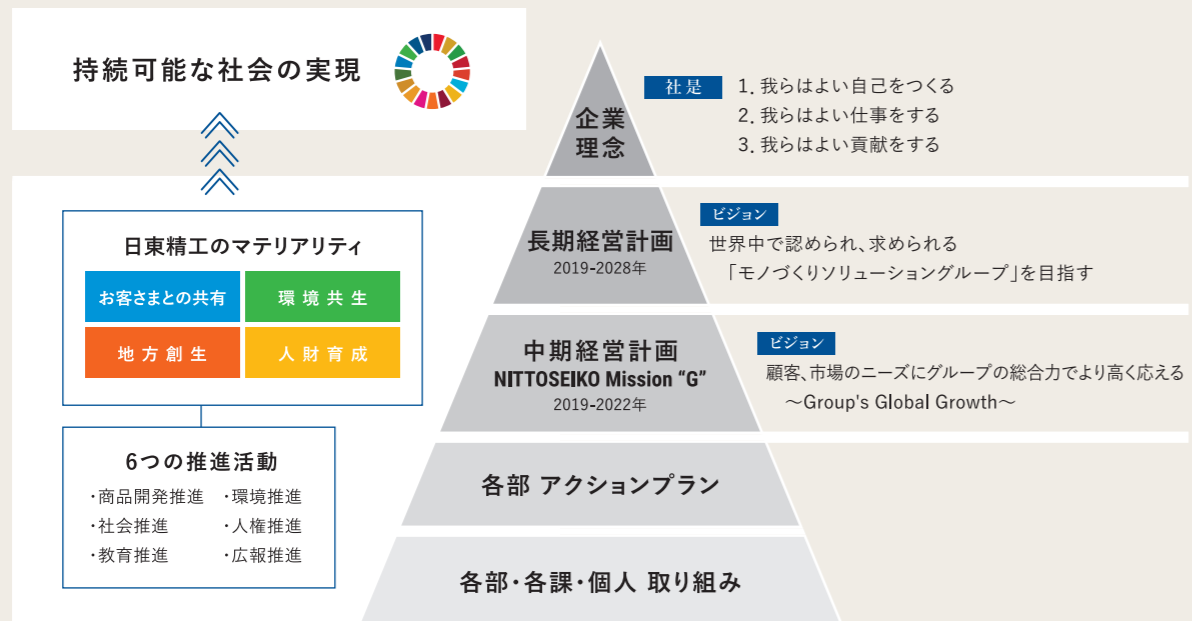 持続可能な社会の実現
日東精工のマテリアリティ
お客さまとの共有
環境共生
地方創生
人財育成
6つの推進活動
・商品開発推進 ・環境推進
・社会推進 ・人権推進
・教育推進 ・広報推進
企業
理念
社是
1. 我らはよい自己をつくる
2. 我らはよい仕事をする
3. 我らはよい貢献をする
長期経営計画
2019-2028年
ビジョン
世界中で認められ、求められる
「モノづくりソリューショングループ」を目指す
中期経営計画
NITTOSEIKO Mission “G”
2019-2022年
ビジョン
顧客、市場のニーズにグループの総合力でより高く応える
～Group's Global Growth～
各部 アクションプラン
各部・各課・個人 取り組み